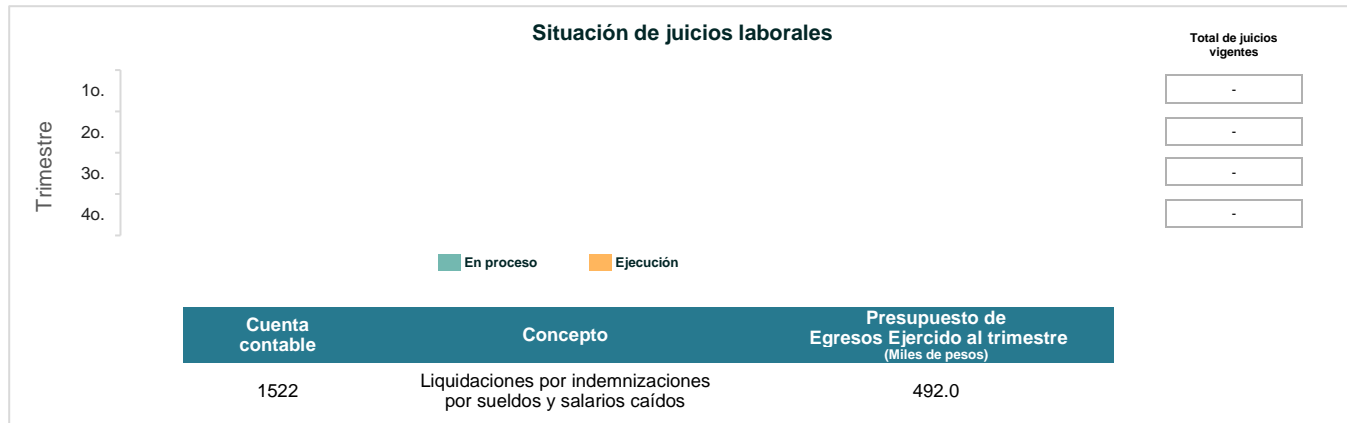 Situación de juicios laborales
Total de juicios
vigentes
Trimestre
1o.
-
2o.
-
3o.
-
4o.
-
En proceso
Ejecución
Cuenta
contable
Concepto
Presupuesto de
Egresos Ejercido al trimestre
(Miles de pesos)
1522
Liquidaciones por indemnizaciones
por sueldos y salarios caídos
492.0